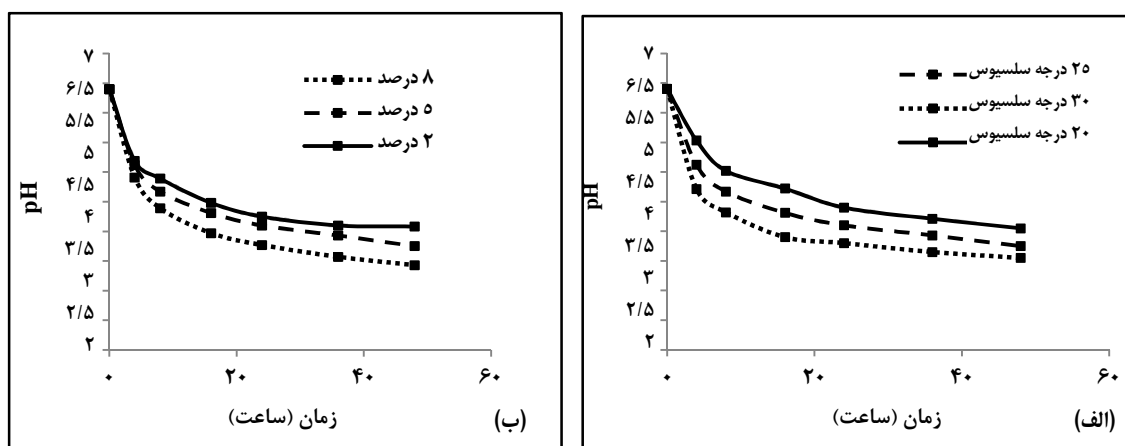 ۷
۶/۵
۵/۵
۵
۴/۵
۴
۳/۵
۳
۲/۵
۲
pH
۲۵ درجه سلسیوس
۳۰ درجه سلسیوس
۲۰ درجه سلسیوس
۰ ۲۰ ۴۰ ۶۰
زمان (ساعت)
(الف)
۷
۶/۵
۵/۵
۵
۴/۵
۴
۳/۵
۳
۲/۵
۲
pH
۸ درصد
۵ درصد
2 درصد
۰ ۲۰ ۴۰ ۶۰
زمان (ساعت)
(ب)